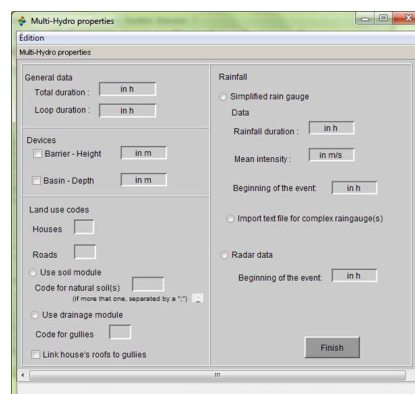 Multi-Hydro properties
Édition
Multi-Hydro properties
General data
Total duration : in h
Loop duration : in h
Devices
Barrier - Height in m
Basin - Depth in m
Land use codes
Houses
Roads
Use soil module
Code for natural soil(s)
(if more that one, separated by a ";") ;
Use drainage module
Code for gullies
Link house's roofs to gullies
Rainfall
Simplified rain gauge
Data
Rainfall duration : in h
Mean intensity : in m/s
Beginning of the event: in h
Import text file for complex raingauge(s)
Radar data
Beginning of the event: in h
Finish